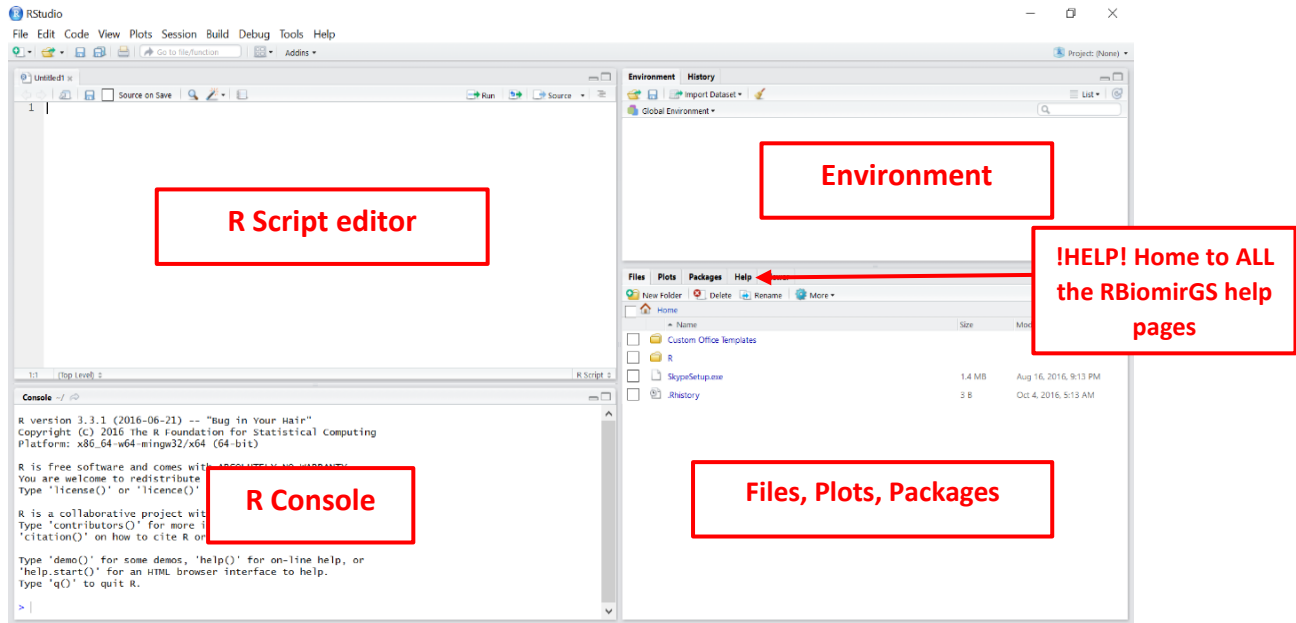 RStudio
File Edit Code View Plots Session Build Debug Tools Help
Go to file/function Addins Project: (None)
Untitled1
Source on Save Run Source
1
R Script editor
1:1 (Top Level) R Script
Console ~/
R version 3.3.1 (2016-06-21) -- "Bug in Your Hair"
Copyright (C) 2016 The R Foundation for Statistical Computing
Platform: x86_64-w64-mingw32/x64 (64-bit)
R is free software and comes with ABSOLUTELY NO WARRANTY
You are welcome to redistribute
Type 'license()' or 'licence()'
R is a collaborative project
Type 'contributors()' for more
'citation()' on how to cite R or
Type 'demo()' for some demos, 'help()' for on-line help, or
'help.start()' for an HTML browser interface to help.
Type 'q()' to quit R.
>
R Console
Environment History
Import Dataset List
Global Environment
Environment
!HELP! Home to ALL
the RBiomirGS help
pages
Files Plots Packages Help
New Folder Delete Rename More
Home
Name Size
Custom Office Templates
R
SkypeSetup.exe 1.4 MB Aug 16, 2016, 9:13 PM
.Rhistory 3 B Oct 4, 2016, 5:13 AM
Files, Plots, Packages